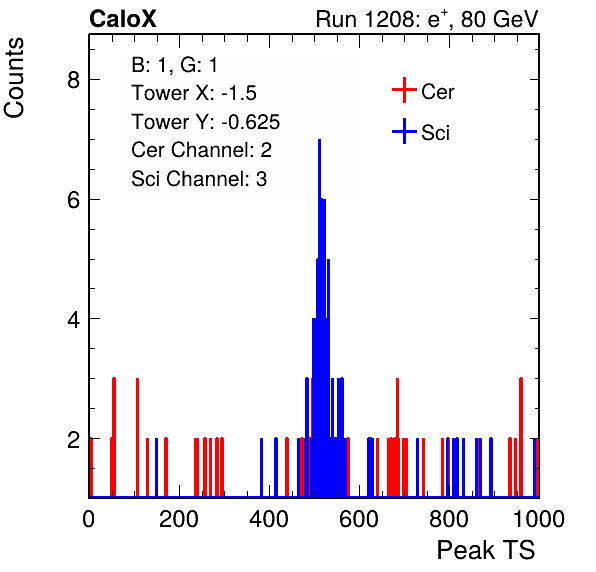 CaloX Run 1208: e⁺, 80 GeV
Counts
B: 1, G: 1
Tower X: -1.5
Tower Y: -0.625
Cer Channel: 2
Sci Channel: 3
Cer
Sci
8
6
4
2
0 200 400 600 800 1000
Peak TS